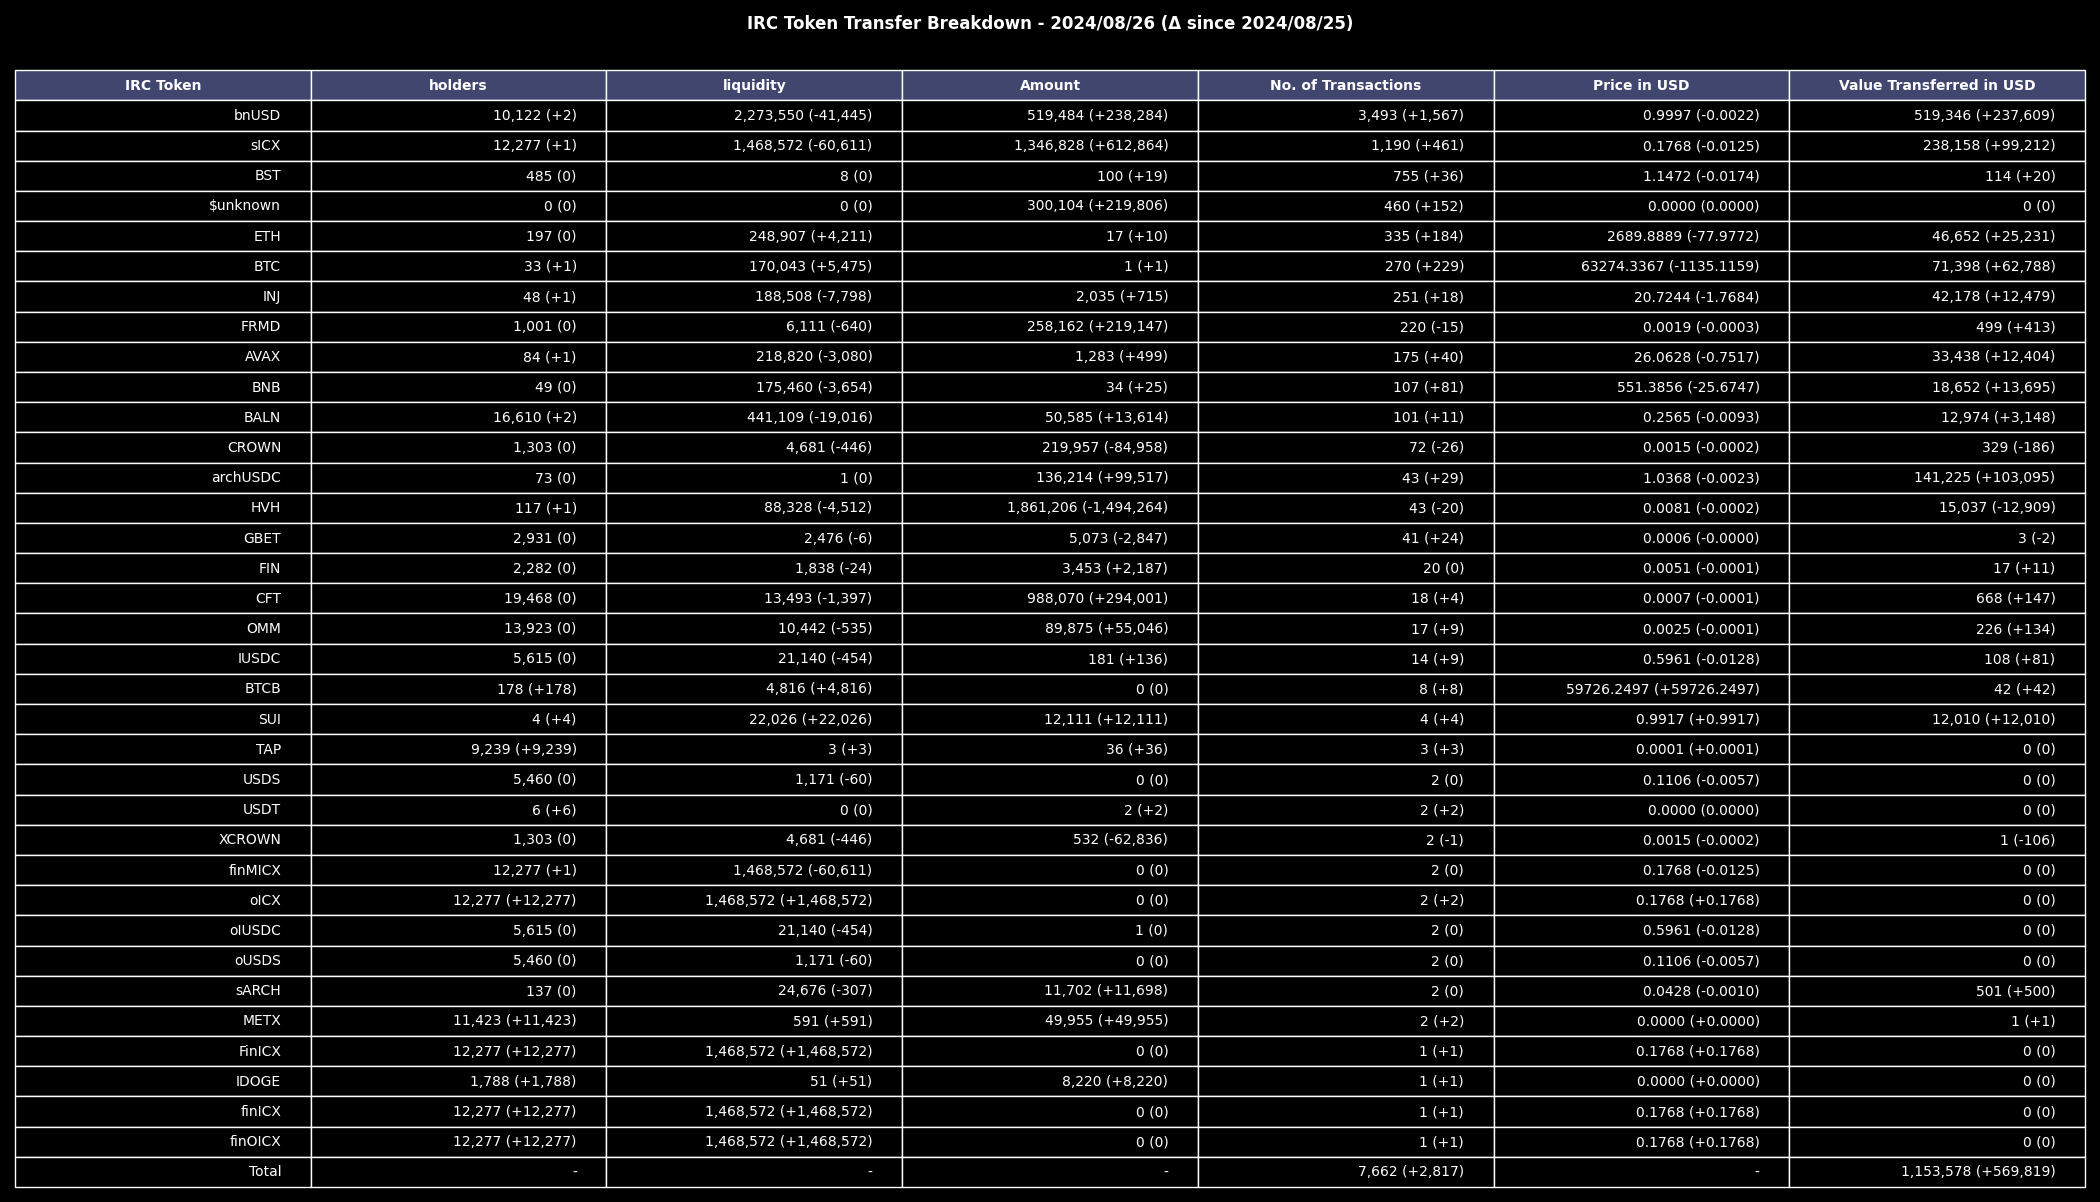 IRC Token Transfer Breakdown - 2024/08/26 (Δ since 2024/08/25)
IRC Token holders liquidity Amount No. of Transactions Price in USD Value Transferred in USD
bnUSD 10,122 (+2) 2,273,550 (-41,445) 519,484 (+238,284) 3,493 (+1,567) 0.9997 (-0.0022) 519,346 (+237,609)
sICX 12,277 (+1) 1,468,572 (-60,611) 1,346,828 (+612,864) 1,190 (+461) 0.1768 (-0.0125) 238,158 (+99,212)
BST 485 (0) 8 (0) 100 (+19) 755 (+36) 1.1472 (-0.0174) 114 (+20)
$unknown 0 (0) 0 (0) 300,104 (+219,806) 460 (+152) 0.0000 (0.0000) 0 (0)
ETH 197 (0) 248,907 (+4,211) 17 (+10) 335 (+184) 2689.8889 (-77.9772) 46,652 (+25,231)
BTC 33 (+1) 170,043 (+5,475) 1 (+1) 270 (+229) 63274.3367 (-1135.1159) 71,398 (+62,788)
INJ 48 (+1) 188,508 (-7,798) 2,035 (+715) 251 (+18) 20.7244 (-1.7684) 42,178 (+12,479)
FRMD 1,001 (0) 6,111 (-640) 258,162 (+219,147) 220 (-15) 0.0019 (-0.0003) 499 (+413)
AVAX 84 (+1) 218,820 (-3,080) 1,283 (+499) 175 (+40) 26.0628 (-0.7517) 33,438 (+12,404)
BNB 49 (0) 175,460 (-3,654) 34 (+25) 107 (+81) 551.3856 (-25.6747) 18,652 (+13,695)
BALN 16,610 (+2) 441,109 (-19,016) 50,585 (+13,614) 101 (+11) 0.2565 (-0.0093) 12,974 (+3,148)
CROWN 1,303 (0) 4,681 (-446) 219,957 (-84,958) 72 (-26) 0.0015 (-0.0002) 329 (-186)
archUSDC 73 (0) 1 (0) 136,214 (+99,517) 43 (+29) 1.0368 (-0.0023) 141,225 (+103,095)
HVH 117 (+1) 88,328 (-4,512) 1,861,206 (-1,494,264) 43 (-20) 0.0081 (-0.0002) 15,037 (-12,909)
GBET 2,931 (0) 2,476 (-6) 5,073 (-2,847) 41 (+24) 0.0006 (-0.0000) 3 (-2)
FIN 2,282 (0) 1,838 (-24) 3,453 (+2,187) 20 (0) 0.0051 (-0.0001) 17 (+11)
CFT 19,468 (0) 13,493 (-1,397) 988,070 (+294,001) 18 (+4) 0.0007 (-0.0001) 668 (+147)
OMM 13,923 (0) 10,442 (-535) 89,875 (+55,046) 17 (+9) 0.0025 (-0.0001) 226 (+134)
IUSDC 5,615 (0) 21,140 (-454) 181 (+136) 14 (+9) 0.5961 (-0.0128) 108 (+81)
BTCB 178 (+178) 4,816 (+4,816) 0 (0) 8 (+8) 59726.2497 (+59726.2497) 42 (+42)
SUI 4 (+4) 22,026 (+22,026) 12,111 (+12,111) 4 (+4) 0.9917 (+0.9917) 12,010 (+12,010)
TAP 9,239 (+9,239) 3 (+3) 36 (+36) 3 (+3) 0.0001 (+0.0001) 0 (0)
USDS 5,460 (0) 1,171 (-60) 0 (0) 2 (0) 0.1106 (-0.0057) 0 (0)
USDT 6 (+6) 0 (0) 2 (+2) 2 (+2) 0.0000 (0.0000) 0 (0)
XCROWN 1,303 (0) 4,681 (-446) 532 (-62,836) 2 (-1) 0.0015 (-0.0002) 1 (-106)
finMICX 12,277 (+1) 1,468,572 (-60,611) 0 (0) 2 (0) 0.1768 (-0.0125) 0 (0)
oICX 12,277 (+12,277) 1,468,572 (+1,468,572) 0 (0) 2 (+2) 0.1768 (+0.1768) 0 (0)
oIUSDC 5,615 (0) 21,140 (-454) 1 (0) 2 (0) 0.5961 (-0.0128) 0 (0)
oUSDS 5,460 (0) 1,171 (-60) 0 (0) 2 (0) 0.1106 (-0.0057) 0 (0)
sARCH 137 (0) 24,676 (-307) 11,702 (+11,698) 2 (0) 0.0428 (-0.0010) 501 (+500)
METX 11,423 (+11,423) 591 (+591) 49,955 (+49,955) 2 (+2) 0.0000 (+0.0000) 1 (+1)
FinICX 12,277 (+12,277) 1,468,572 (+1,468,572) 0 (0) 1 (+1) 0.1768 (+0.1768) 0 (0)
IDOGE 1,788 (+1,788) 51 (+51) 8,220 (+8,220) 1 (+1) 0.0000 (+0.0000) 0 (0)
finICX 12,277 (+12,277) 1,468,572 (+1,468,572) 0 (0) 1 (+1) 0.1768 (+0.1768) 0 (0)
finOICX 12,277 (+12,277) 1,468,572 (+1,468,572) 0 (0) 1 (+1) 0.1768 (+0.1768) 0 (0)
Total - - - 7,662 (+2,817) - 1,153,578 (+569,819)